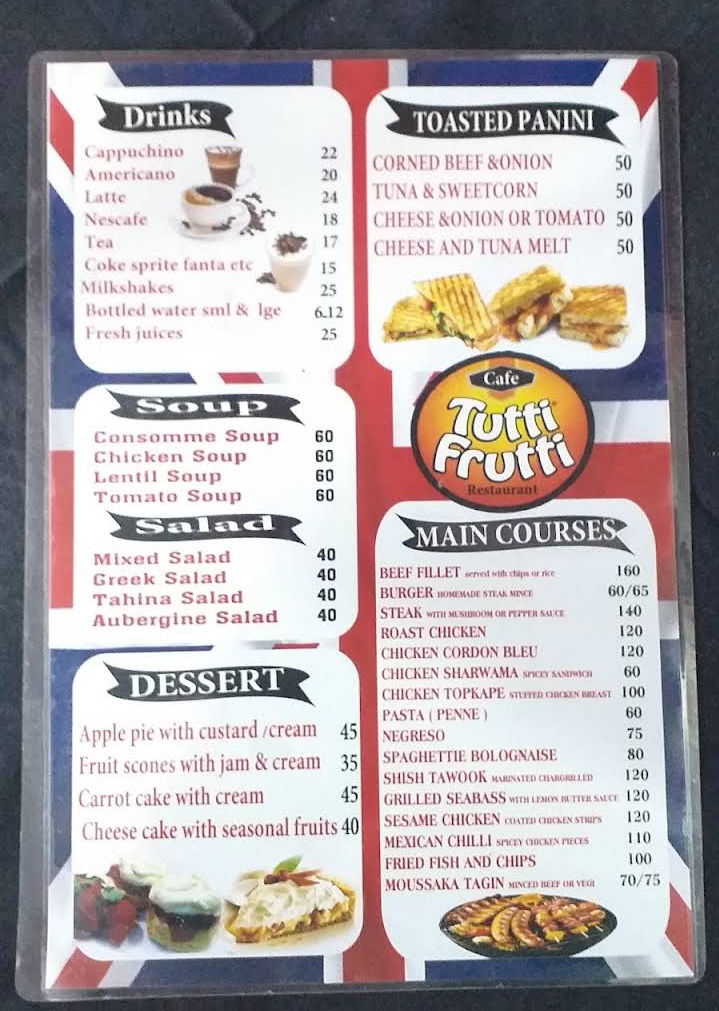 Drinks
Cappuchino 22
Americano 20
Latte 24
Nescafe 18
Tea 17
Coke sprite fanta etc 15
Milkshakes 25
Bottled water sml & lge 6.12
Fresh juices 25
Soup
Consomme Soup 60
Chicken Soup 60
Lentil Soup 60
Tomato Soup 60
Salad
Mixed Salad 40
Greek Salad 40
Tahina Salad 40
Aubergine Salad 40
DESSERT
Apple pie with custard /cream 45
Fruit scones with jam & cream 35
Carrot cake with cream 45
Cheese cake with seasonal fruits 40
TOASTED PANINI
CORNED BEEF &ONION 50
TUNA & SWEETCORN 50
CHEESE &ONION OR TOMATO 50
CHEESE AND TUNA MELT 50
Cafe
Tutti
Frutti
Restaurant
MAIN COURSES
BEEF FILLET served with chips or rice 160
BURGER HOMEMADE STEAK MINCE 60/65
STEAK WITH MUSHROOM OR PEPPER SAUCE 140
ROAST CHICKEN 120
CHICKEN CORDON BLEU 120
CHICKEN SHARWAMA SPICEY SANDWICH 60
CHICKEN TOPKAPE STUFFED CHICKEN BREAST 100
PASTA ( PENNE ) 60
NEGRESO 75
SPAGHETTIE BOLOGNAISE 80
SHISH TAWOOK MARINATED CHARGRILLED 120
GRILLED SEABASS WITH LEMON BUTTER SAUCE 120
SESAME CHICKEN COATED CHICKEN STRIPS 120
MEXICAN CHILLI SPICEY CHICKEN PIECES 110
FRIED FISH AND CHIPS 100
MOUSSAKA TAGIN MINCED BEEF OR VEGI 70/75